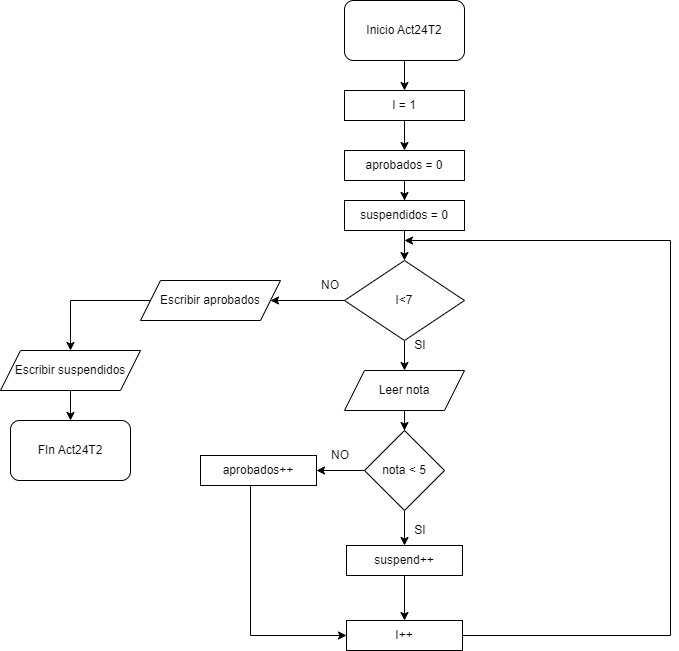 Inicio Act24T2
I = 1
aprobados = 0
suspendidos = 0
I<7
NO
Escribir aprobados
Escribir suspendidos
FIn Act24T2
SI
Leer nota
nota < 5
NO
aprobados++
SI
suspend++
I++